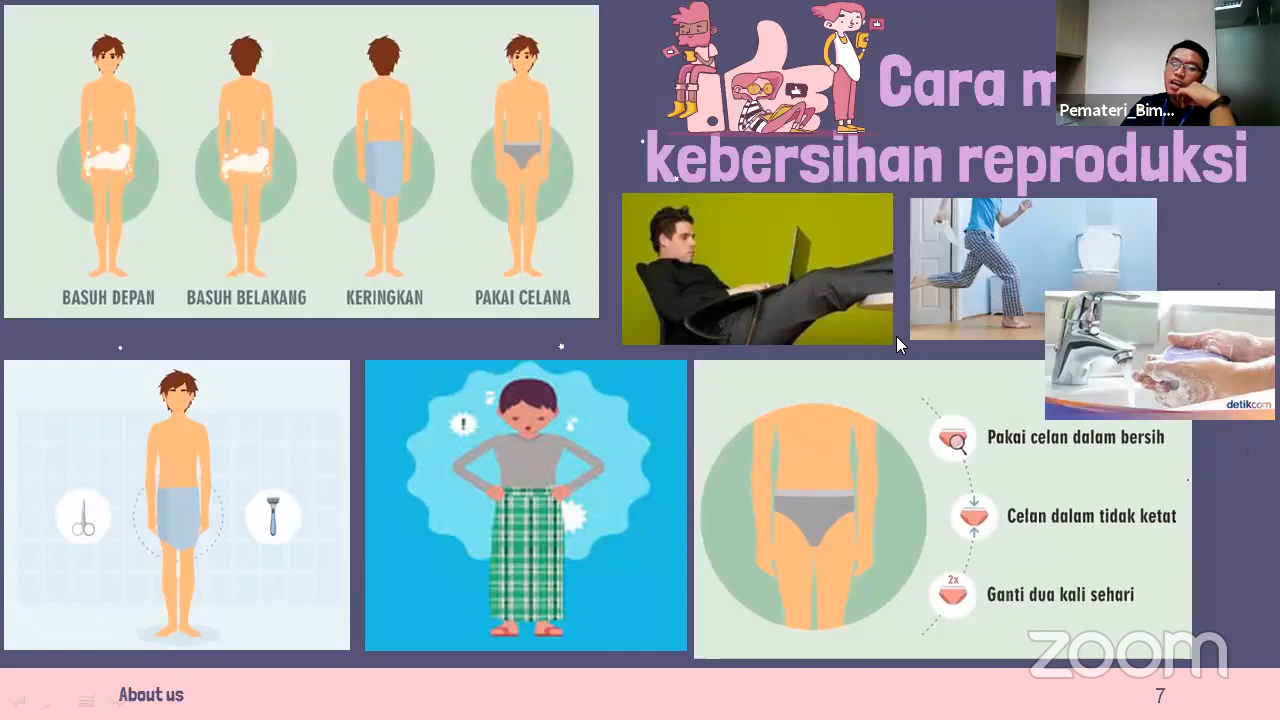 Cara m
kebersihan reproduksi
Pemateri_Bim...
BASUH DEPAN
BASUH BELAKANG
KERINGKAN
PAKAI CELANA
detikcom
!
Pakai celan dalam bersih
Celan dalam tidak ketat
2x
Ganti dua kali sehari
zoom
About us
7